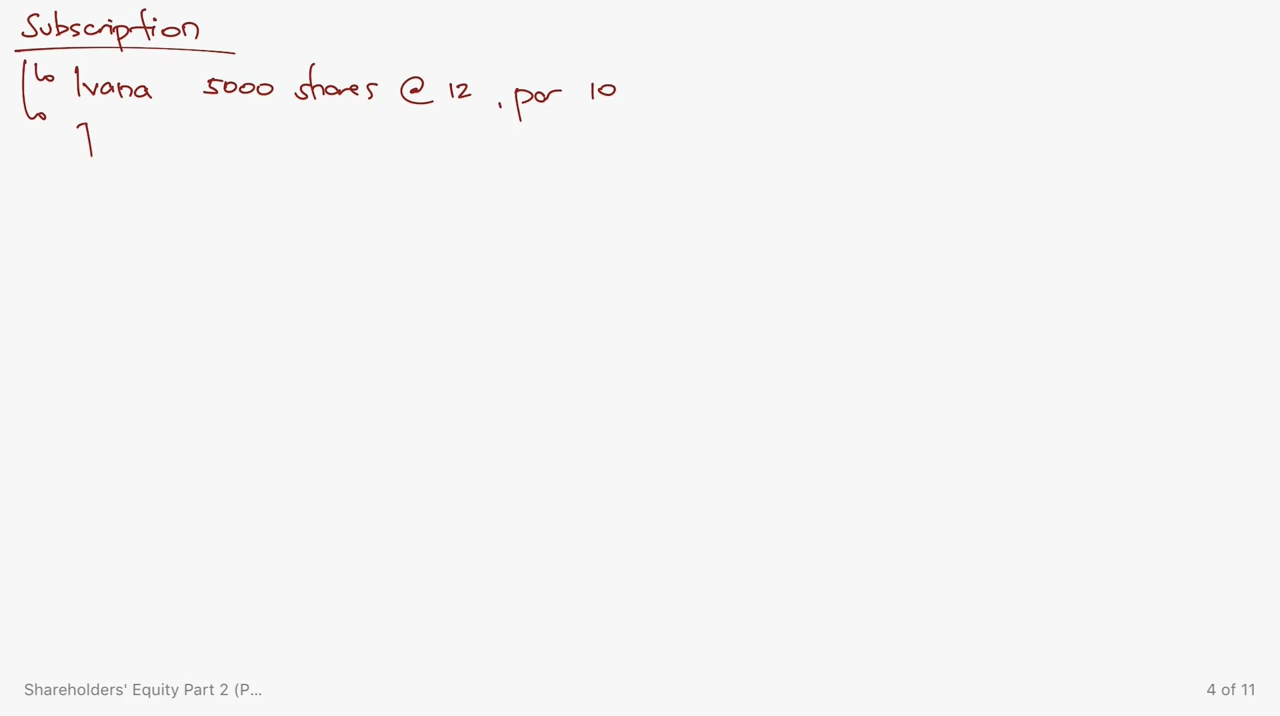 Subscription
Ivana 5000 shares @ 12, par 10
Shareholders' Equity Part 2 (P...
4 of 11